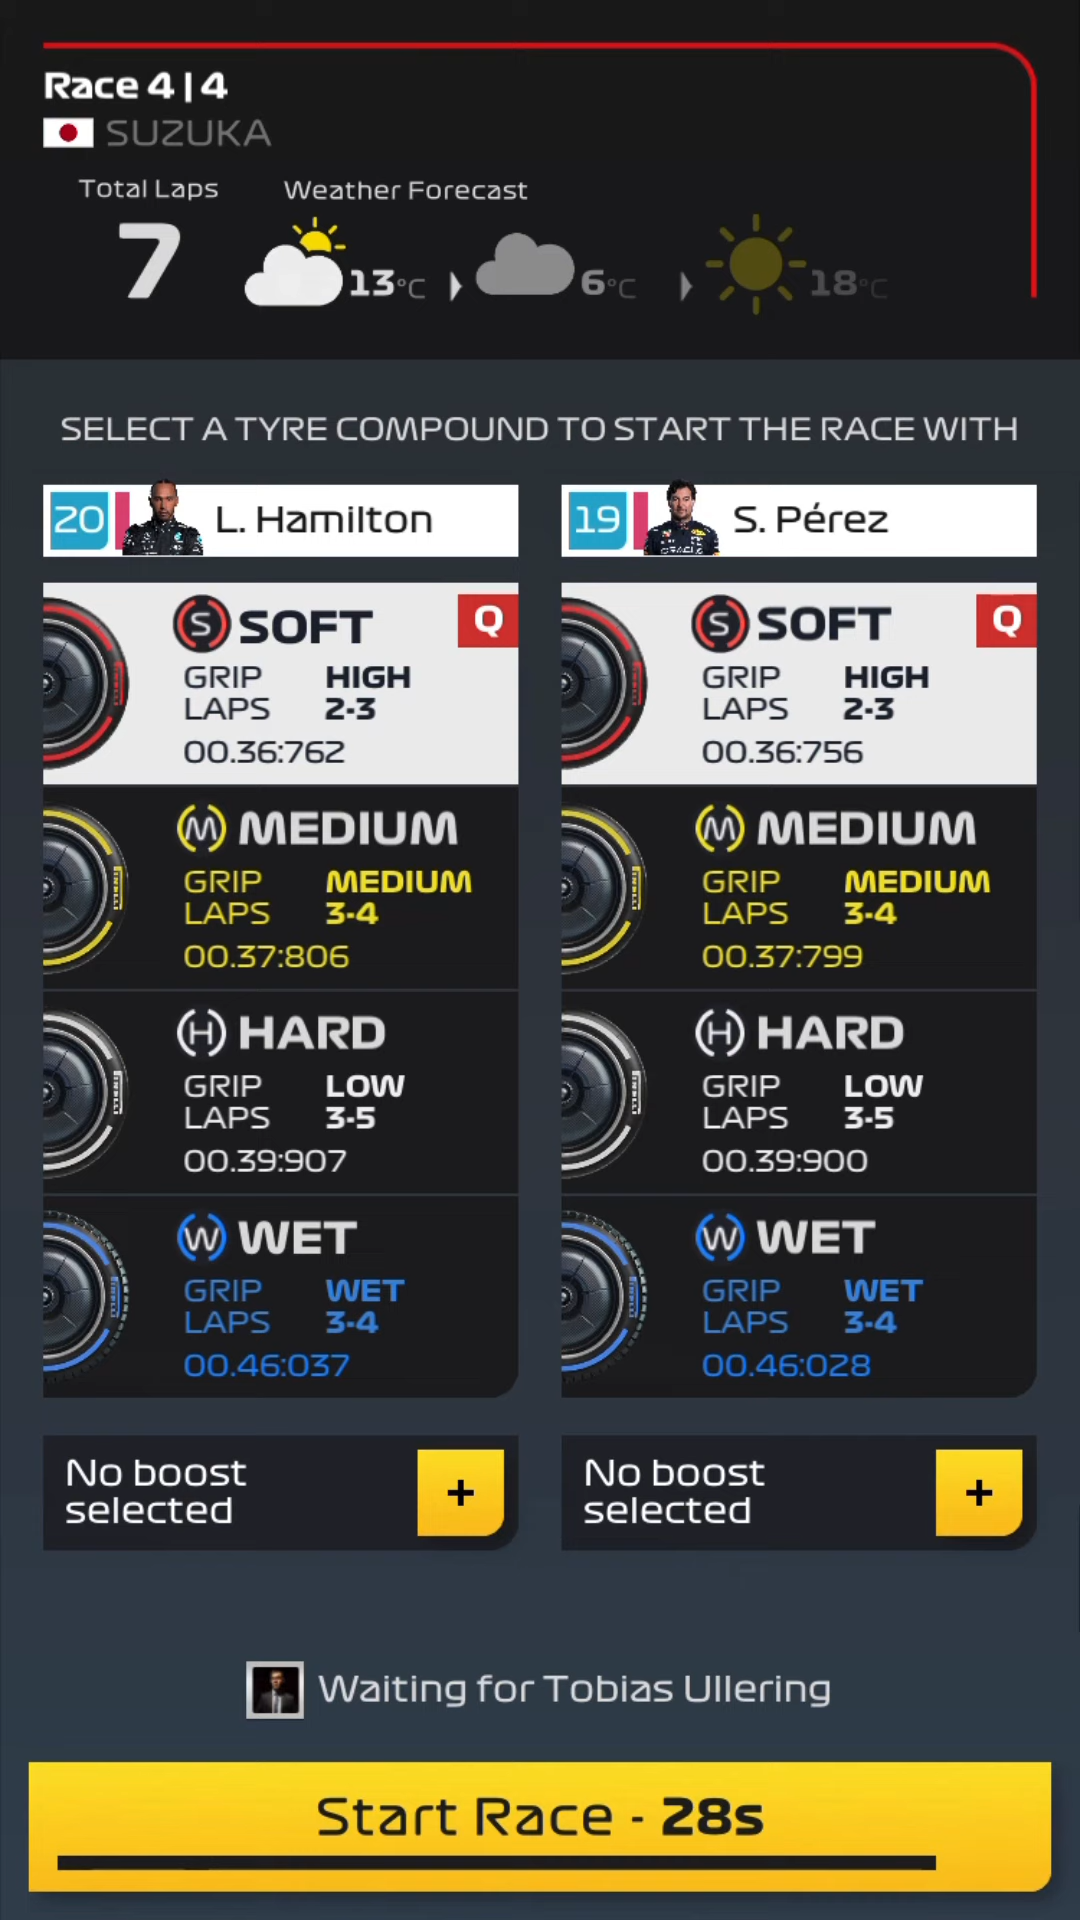 Race 4 | 4
SUZUKA
Total Laps
Weather Forecast
7
13°C
6°C
18°C
SELECT A TYRE COMPOUND TO START THE RACE WITH
20
L. Hamilton
S SOFT
Q
GRIP HIGH
LAPS 2-3
00.36:762
M MEDIUM
GRIP MEDIUM
LAPS 3-4
00.37:806
H HARD
GRIP LOW
LAPS 3-5
00.39:907
W WET
GRIP WET
LAPS 3-4
00.46:037
No boost
selected
+
19
S. Pérez
S SOFT
Q
GRIP HIGH
LAPS 2-3
00.36:756
M MEDIUM
GRIP MEDIUM
LAPS 3-4
00.37:799
H HARD
GRIP LOW
LAPS 3-5
00.39:900
W WET
GRIP WET
LAPS 3-4
00.46:028
No boost
selected
+
Waiting for Tobias Ullering
Start Race - 28s